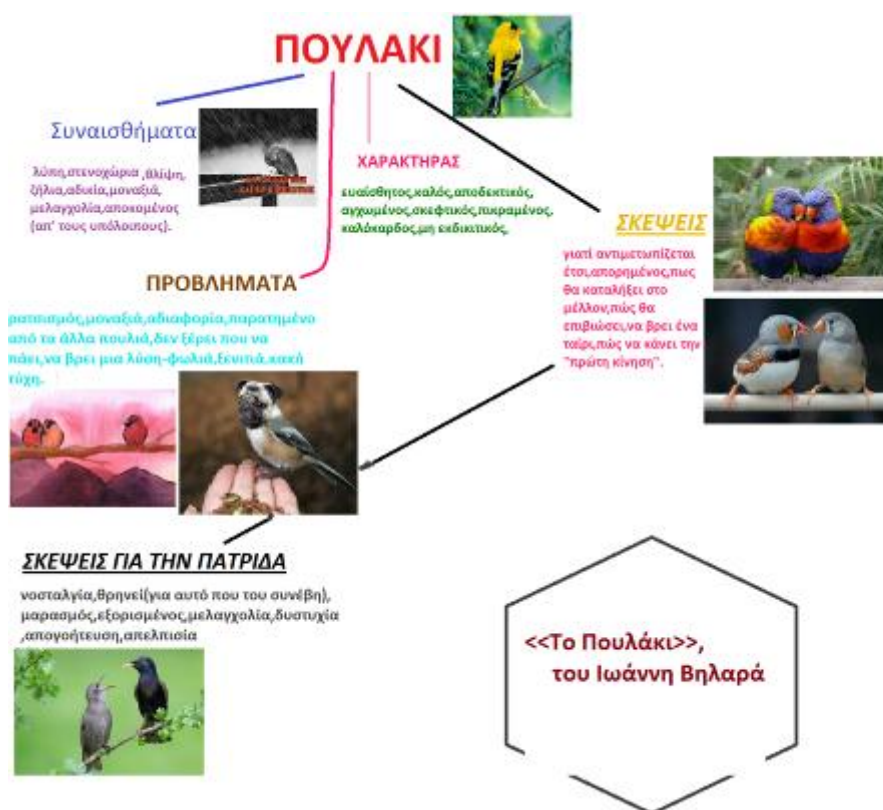 ΠΟΥΛΑΚΙ
Συναισθήματα
λύπη,στενοχώρια ,θλίψη,
ζήλια,αδικία,μοναξιά,
μελαγχολία,αποκομένος
(απ' τους υπόλοιπους).
ΧΑΡΑΚΤΗΡΑΣ
ευαίσθητος,καλός,αποδεκτικός,
αγχωμένος,σκεφτικός,πικραμένος,
καλόκαρδος,μη εκδικιτικός,
ΣΚΕΨΕΙΣ
γιατί αντιμετωπίζεται
έτσι,απορημένος,πως
θα καταλήξει στο
μέλλον,πώς θα
επιβιώσει,να βρει ένα
ταίρι,πώς να κάνει την
"πρώτη κίνηση".
ΠΡΟΒΛΗΜΑΤΑ
ρατσισμός,μοναξιά,αδιαφορία,παρατημένο
από τα άλλα πουλιά,δεν ξέρει που να
πάει,να βρει μια λύση-φωλιά,ξενιτιά,κακή
τύχη.
ΣΚΕΨΕΙΣ ΓΙΑ ΤΗΝ ΠΑΤΡΙΔΑ
νοσταλγία,θρηνεί(για αυτό που του συνέβη),
μαρασμός,εξορισμένος,μελαγχολία,δυστυχία
,απογοήτευση,απελπισία
<<Το Πουλάκι>>,
του Ιωάννη Βηλαρά